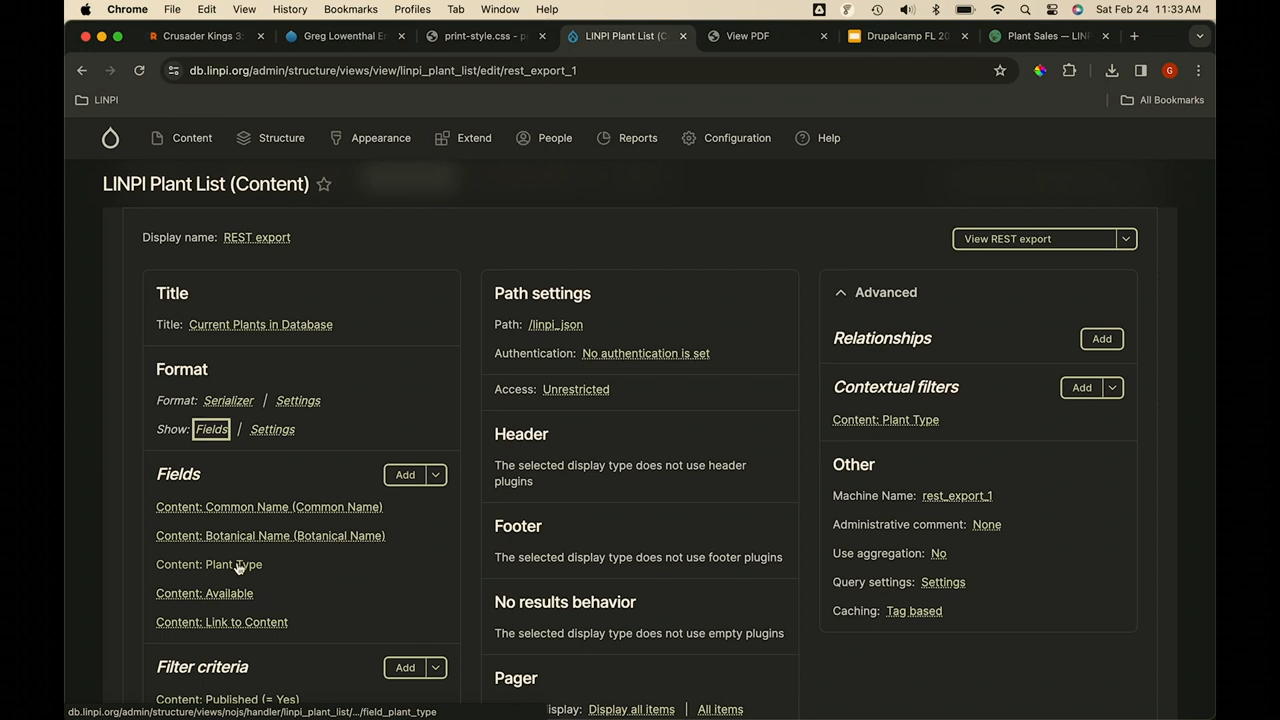 Chrome File Edit View History Bookmarks Profiles Tab Window Help Sat Feb 24 11:33 AM
Crusader Kings 3: Greg Lowenthal Er print-style.css - p LINPI Plant List (C View PDF Drupalcamp FL 20 Plant Sales — LIN
db.linpi.org/admin/structure/views/view/linpi_plant_list/edit/rest_export_1 G
LINPI All Bookmarks
Content Structure Appearance Extend People Reports Configuration Help
LINPI Plant List (Content)
Display name: REST export View REST export
Title
Title: Current Plants in Database
Format
Format: Serializer | Settings
Show: Fields | Settings
Fields Add
Content: Common Name (Common Name)
Content: Botanical Name (Botanical Name)
Content: Plant Type
Content: Available
Content: Link to Content
Filter criteria Add
Content: Published (= Yes)
Path settings
Path: /linpi_json
Authentication: No authentication is set
Access: Unrestricted
Header
The selected display type does not use header
plugins
Footer
The selected display type does not use footer plugins
No results behavior
The selected display type does not use empty plugins
Pager
isplay: Display all items | All items
Advanced
Relationships Add
Contextual filters Add
Content: Plant Type
Other
Machine Name: rest_export_1
Administrative comment: None
Use aggregation: No
Query settings: Settings
Caching: Tag based
db.linpi.org/admin/structure/views/nojs/handler/linpi_plant_list/.../field_plant_type